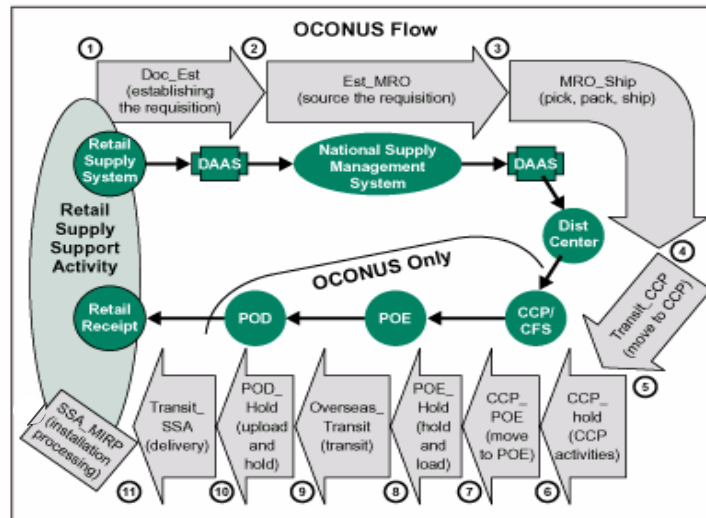 OCONUS Flow
1
2
3
Doc_Est
(establishing
the requisition)
Est_MRO
(source the requisition)
MRO_Ship
(pick, pack, ship)
Retail
Supply
System
DAAS
National Supply
Management
System
DAAS
Retail
Supply
Support
Activity
Dist
Center
4
OCONUS Only
Transit_CCP
(move to CCP)
Retail
Receipt
POD
POE
CCP/
CFS
5
SSA_MIRP
(installation
processing)
Transit_
SSA
(delivery)
POD_
Hold
(upload
and
hold)
Overseas_
Transit
(transit)
POE_
Hold
(hold
and
load)
CCP_
POE
(move
to POE)
CCP_
hold
(CCP
activities)
11
10
9
8
7
6